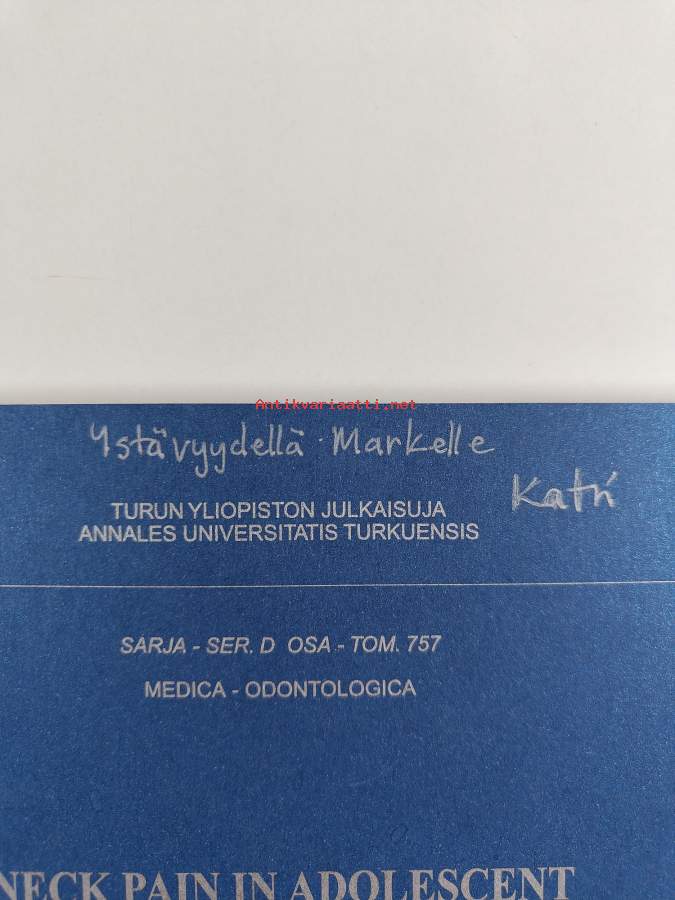 Antikvariaatti.net
Ystävyydellä Markelle
Katri
TURUN YLIOPISTON JULKAISUJA
ANNALES UNIVERSITATIS TURKUENSIS
SARJA - SER. D OSA - TOM. 757
MEDICA - ODONTOLOGICA
NECK PAIN IN ADOLESCENT